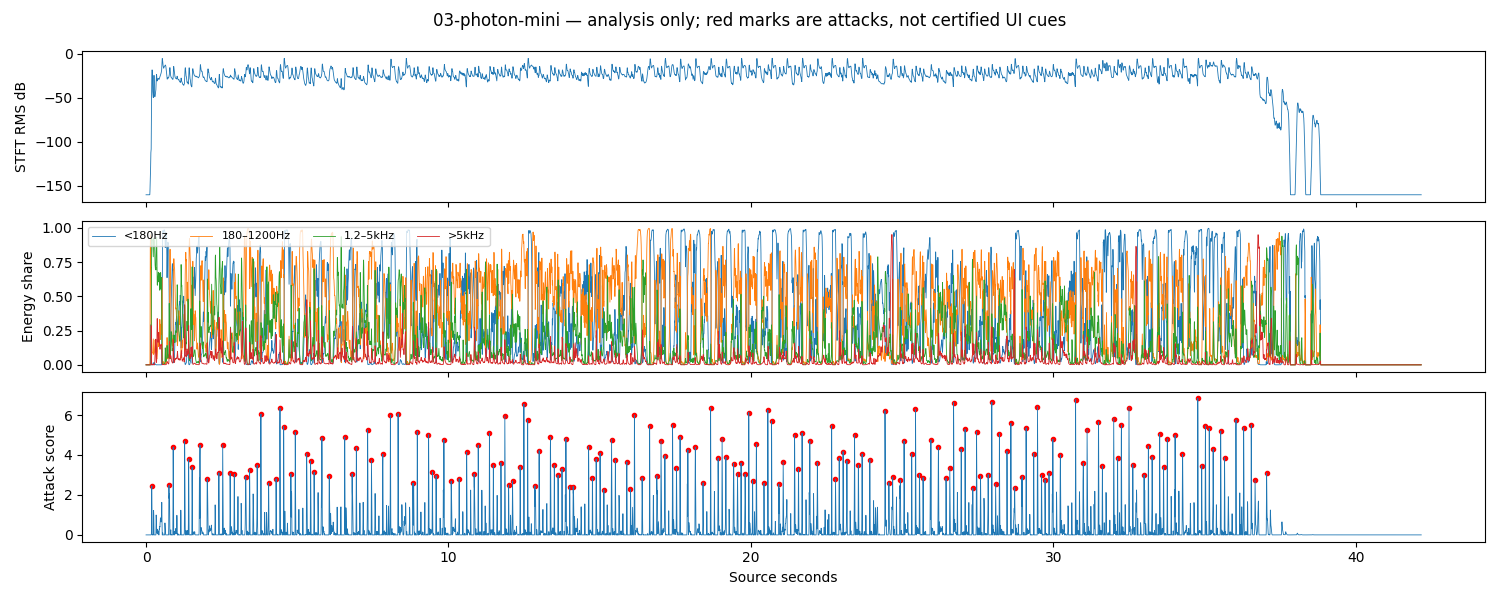 03-photon-mini — analysis only; red marks are attacks, not certified UI cues
STFT RMS dB
0
−50
−100
−150
Energy share
1.00
0.75
0.50
0.25
0.00
<180Hz 180–1200Hz 1.2–5kHz >5kHz
Attack score
6
4
2
0
0 10 20 30 40
Source seconds